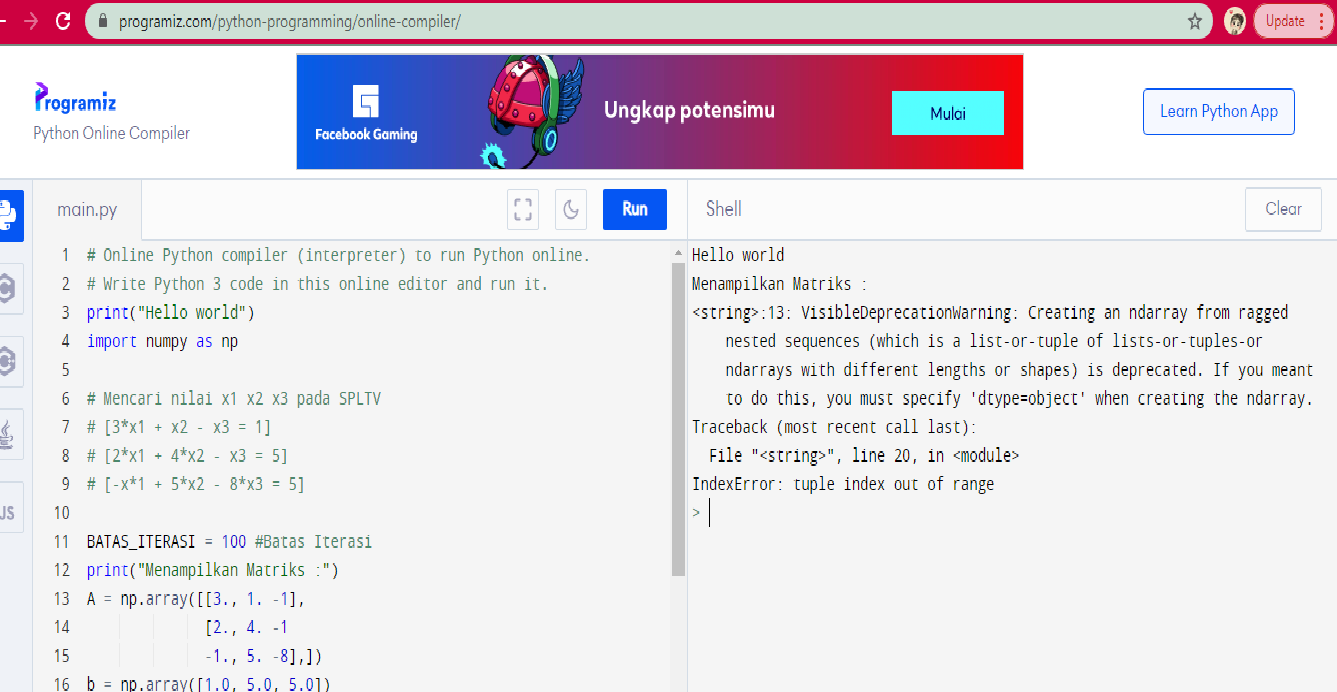 programiz.com/python-programming/online-compiler/
Update
Programiz
Python Online Compiler
Facebook Gaming
Ungkap potensimu
Mulai
Learn Python App
main.py
Run
Shell
Clear
JS
1 # Online Python compiler (interpreter) to run Python online.
2 # Write Python 3 code in this online editor and run it.
3 print("Hello world")
4 import numpy as np
5
6 # Mencari nilai x1 x2 x3 pada SPLTV
7 # [3*x1 + x2 - x3 = 1]
8 # [2*x1 + 4*x2 - x3 = 5]
9 # [-x*1 + 5*x2 - 8*x3 = 5]
10
11 BATAS_ITERASI = 100 #Batas Iterasi
12 print("Menampilkan Matriks :")
13 A = np.array([[3., 1. -1],
14 [2., 4. -1
15 -1., 5. -8],])
16 b = np.array([1.0, 5.0, 5.0])
Hello world
Menampilkan Matriks :
<string>:13: VisibleDeprecationWarning: Creating an ndarray from ragged
nested sequences (which is a list-or-tuple of lists-or-tuples-or
ndarrays with different lengths or shapes) is deprecated. If you meant
to do this, you must specify 'dtype=object' when creating the ndarray.
Traceback (most recent call last):
File "<string>", line 20, in <module>
IndexError: tuple index out of range
>